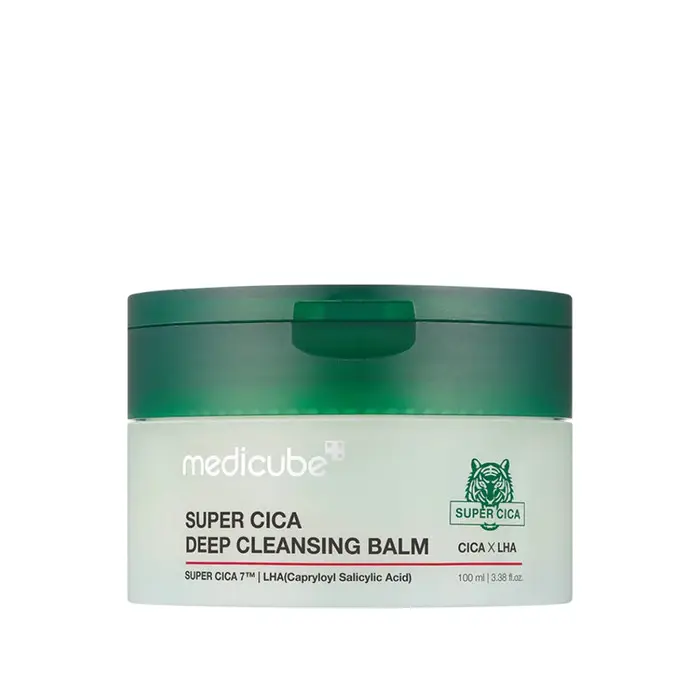 medicube
SUPER CICA
DEEP CLEANSING BALM
SUPER CICA 7™ | LHA(Capryloyl Salicylic Acid)
SUPER CICA
CICA X LHA
100 ml | 3.38 fl.oz.